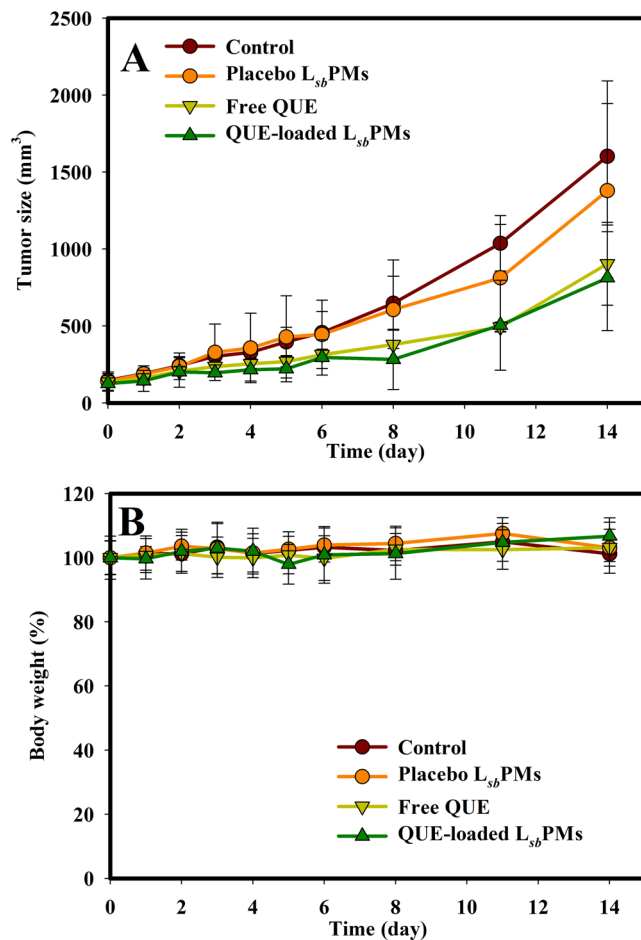 2500
2000
1500
1000
500
0
Tumor size (mm³)
A
Control
Placebo LsbPMs
Free QUE
QUE-loaded LsbPMs
0 2 4 6 8 10 12 14
Time (day)
120
100
80
60
40
20
0
Body weight (%)
B
Control
Placebo LsbPMs
Free QUE
QUE-loaded LsbPMs
0 2 4 6 8 10 12 14
Time (day)